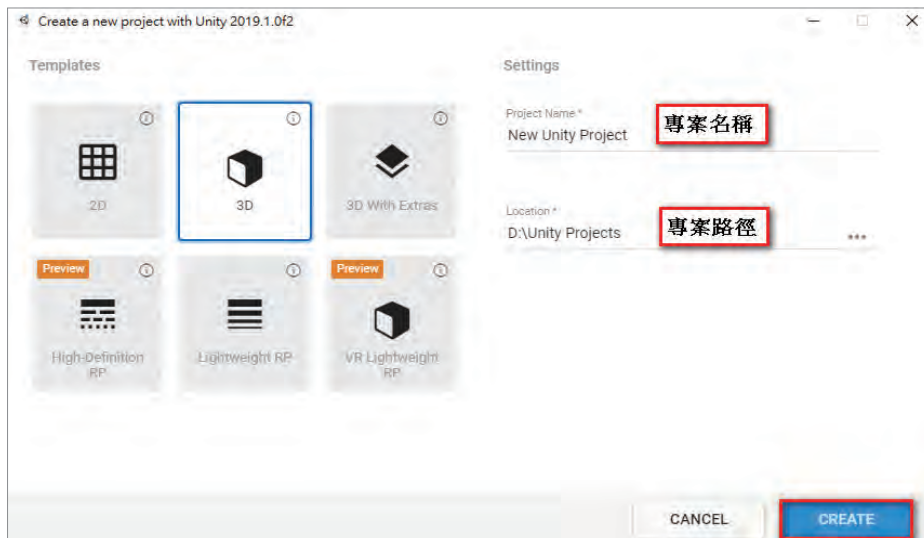 Create a new project with Unity 2019.1.0f2
Templates
Settings
2D
3D
3D With Extras
Preview
High-Definition
RP
Lightweight RP
Preview
VR Lightweight
RP
Project Name *
New Unity Project
專案名稱
Location *
D:\Unity Projects
專案路徑
CANCEL
CREATE